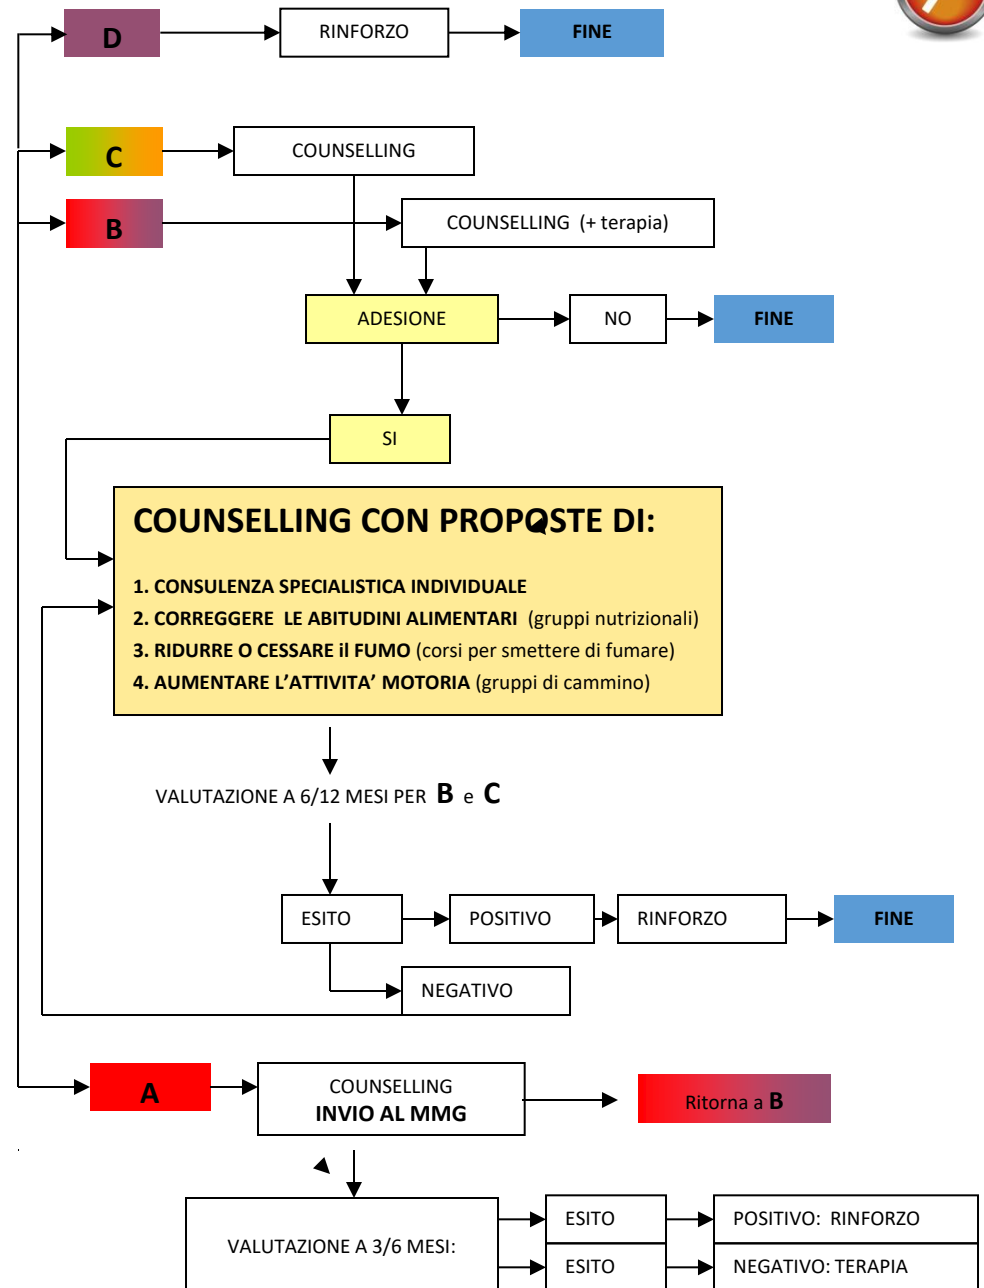 D
RINFORZO
FINE
C
COUNSELLING
B
COUNSELLING (+ terapia)
ADESIONE
NO
FINE
SI
COUNSELLING CON PROPOSTE DI:
1. CONSULENZA SPECIALISTICA INDIVIDUALE
2. CORREGGERE LE ABITUDINI ALIMENTARI (gruppi nutrizionali)
3. RIDURRE O CESSARE il FUMO (corsi per smettere di fumare)
4. AUMENTARE L'ATTIVITA' MOTORIA (gruppi di cammino)
VALUTAZIONE A 6/12 MESI PER B e C
ESITO
POSITIVO
RINFORZO
FINE
NEGATIVO
A
COUNSELLING
INVIO AL MMG
Ritorna a B
VALUTAZIONE A 3/6 MESI:
ESITO
POSITIVO: RINFORZO
ESITO
NEGATIVO: TERAPIA